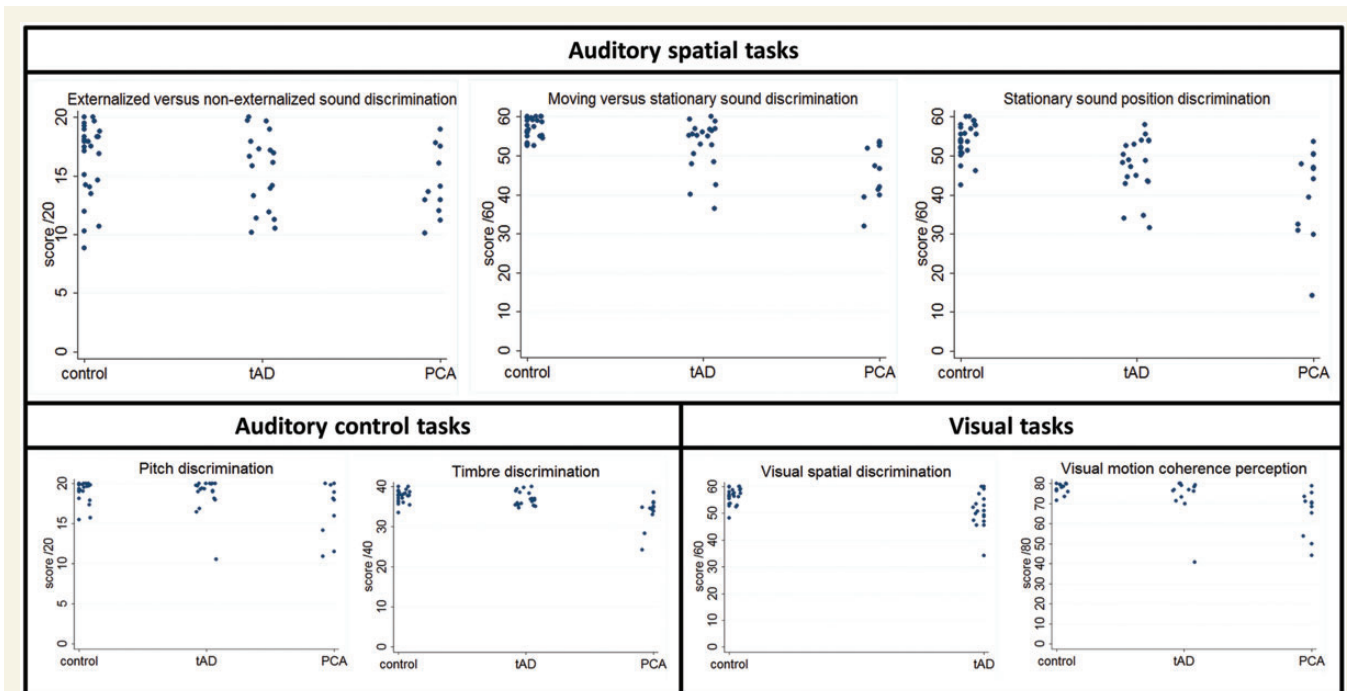 Auditory spatial tasks
Externalized versus non-externalized sound discrimination
score /20
20
15
10
5
0
control tAD PCA
Moving versus stationary sound discrimination
score /60
60
50
40
30
20
10
0
control tAD PCA
Stationary sound position discrimination
score /60
60
50
40
30
20
10
0
control tAD PCA
Auditory control tasks
Pitch discrimination
score /20
20
15
10
5
0
control tAD PCA
Timbre discrimination
score /40
40
30
20
10
0
control tAD PCA
Visual tasks
Visual spatial discrimination
score /60
60
50
40
30
20
10
0
control tAD
Visual motion coherence perception
score /80
80
70
60
50
40
30
20
10
0
control tAD PCA